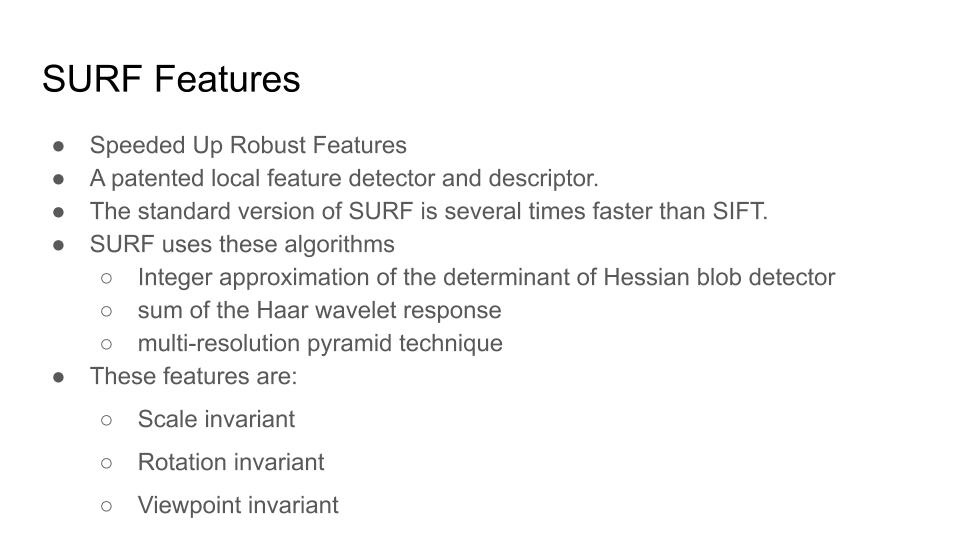 SURF Features
● Speeded Up Robust Features
● A patented local feature detector and descriptor.
● The standard version of SURF is several times faster than SIFT.
● SURF uses these algorithms
○ Integer approximation of the determinant of Hessian blob detector
○ sum of the Haar wavelet response
○ multi-resolution pyramid technique
● These features are:
○ Scale invariant
○ Rotation invariant
○ Viewpoint invariant